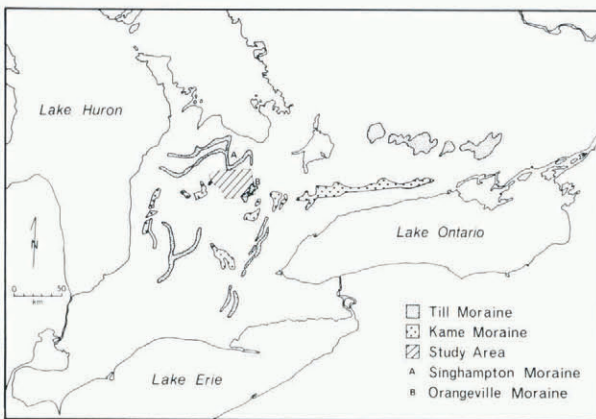 Lake Huron
A
B
Lake Ontario
N
0 50
km
Till Moraine
Kame Moraine
Study Area
A Singhampton Moraine
B Orangeville Moraine
Lake Erie